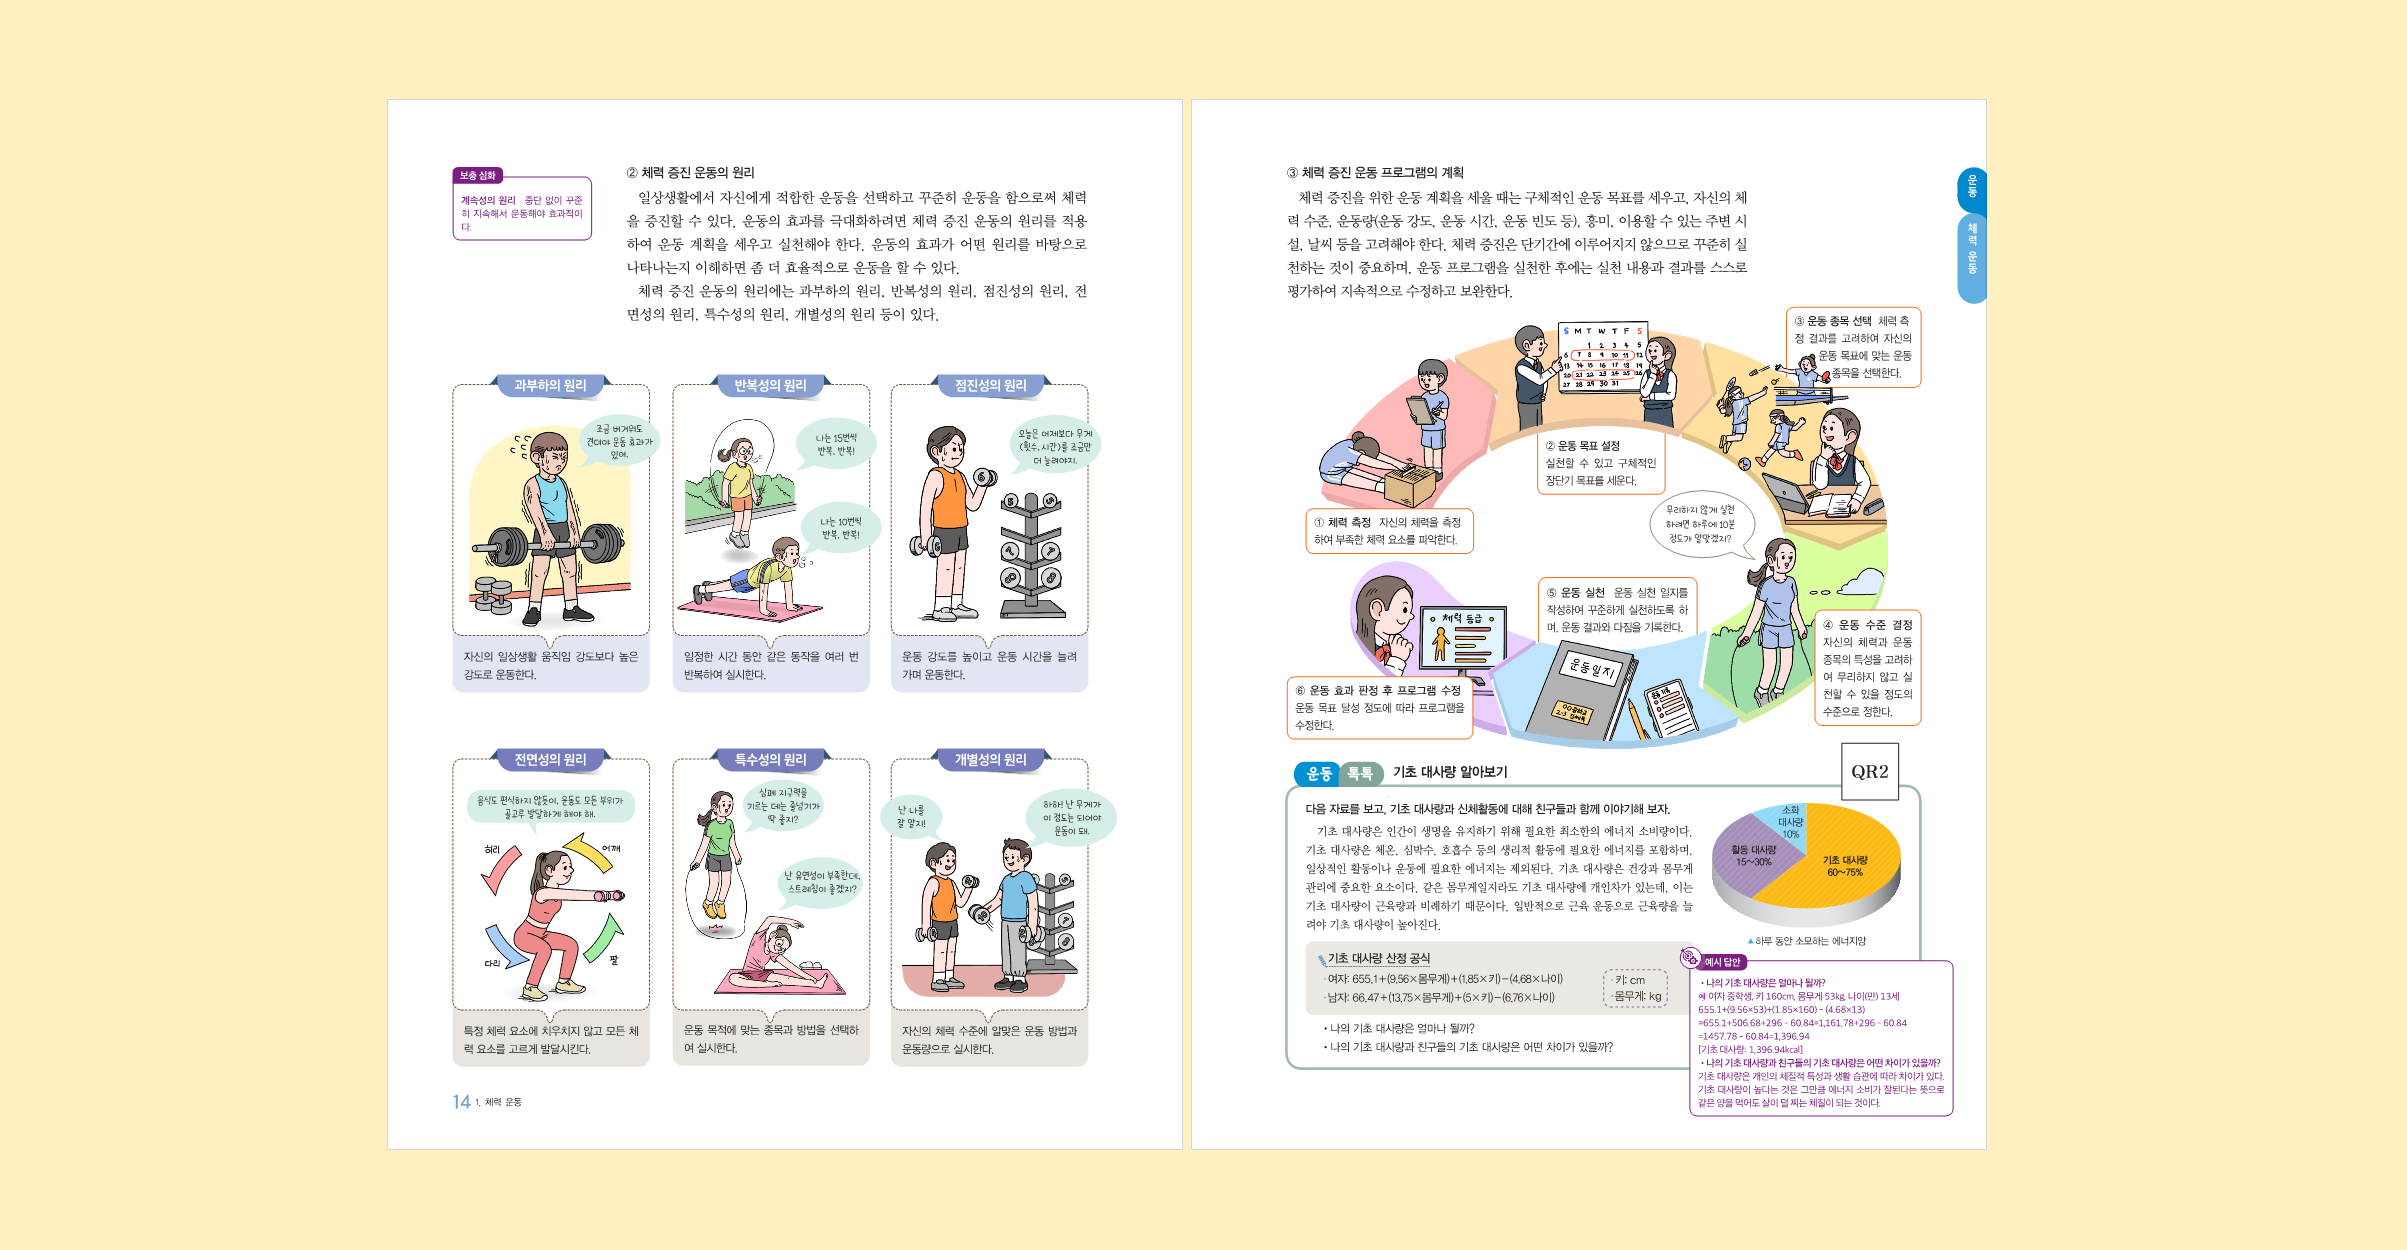 보충 심화
계속성의 원리 중단 없이 꾸준
히 지속해서 운동해야 효과적이
다.
② 체력 증진 운동의 원리
일상생활에서 자신에게 적합한 운동을 선택하고 꾸준히 운동을 함으로써 체력
을 증진할 수 있다. 운동의 효과를 극대화하려면 체력 증진 운동의 원리를 적용
하여 운동 계획을 세우고 실천해야 한다. 운동의 효과가 어떤 원리를 바탕으로
나타나는지 이해하면 좀 더 효율적으로 운동을 할 수 있다.
체력 증진 운동의 원리에는 과부하의 원리, 반복성의 원리, 점진성의 원리, 전
면성의 원리, 특수성의 원리, 개별성의 원리 등이 있다.
과부하의 원리
조금 버거워도
견뎌야 운동 효과가
있어.
자신의 일상생활 움직임 강도보다 높은
강도로 운동한다.
반복성의 원리
나는 15번씩
반복, 반복!
나는 10번씩
반복, 반복!
일정한 시간 동안 같은 동작을 여러 번
반복하여 실시한다.
점진성의 원리
오늘은 어제보다 무게
(횟수, 시간)를 조금만
더 늘려야지.
6
5
5
7
7
8
8
운동 강도를 높이고 운동 시간을 늘려
가며 운동한다.
전면성의 원리
음식도 편식하지 않듯이, 운동도 모든 부위가
골고루 발달하게 해야 해.
허리
어깨
다리
팔
특정 체력 요소에 치우치지 않고 모든 체
력 요소를 고르게 발달시킨다.
특수성의 원리
심폐 지구력을
기르는 데는 줄넘기가
딱 좋지?
난 유연성이 부족한데,
스트레칭이 좋겠지?
운동 목적에 맞는 종목과 방법을 선택하
여 실시한다.
개별성의 원리
난 나를
잘 알지!
하하! 난 무게가
이 정도는 되어야
운동이 돼.
10
자신의 체력 수준에 알맞은 운동 방법과
운동량으로 실시한다.
14 1. 체력 운동
③ 체력 증진 운동 프로그램의 계획
체력 증진을 위한 운동 계획을 세울 때는 구체적인 운동 목표를 세우고, 자신의 체
력 수준, 운동량(운동 강도, 운동 시간, 운동 빈도 등), 흥미, 이용할 수 있는 주변 시
설, 날씨 등을 고려해야 한다. 체력 증진은 단기간에 이루어지지 않으므로 꾸준히 실
천하는 것이 중요하며, 운동 프로그램을 실천한 후에는 실천 내용과 결과를 스스로
평가하여 지속적으로 수정하고 보완한다.
운동
체력 운동
S M T W T F S
1 2 3 4 5
6 7 8 9 10 11 12
13 14 15 16 17 18 19
20 21 22 23 24 25 26
27 28 29 30 31
① 체력 측정 자신의 체력을 측정
하여 부족한 체력 요소를 파악한다.
② 운동 목표 설정
실천할 수 있고 구체적인
장단기 목표를 세운다.
③ 운동 종목 선택 체력 측
정 결과를 고려하여 자신의
운동 목표에 맞는 운동
종목을 선택한다.
무리하지 않게 실천
하려면 하루에 10분
정도가 알맞겠지?
④ 운동 수준 결정
자신의 체력과 운동
종목의 특성을 고려하
여 무리하지 않고 실
천할 수 있을 정도의
수준으로 정한다.
⑤ 운동 실천 운동 실천 일지를
작성하여 꾸준하게 실천하도록 하
며, 운동 결과와 다짐을 기록한다.
운동일지
체력 등급
⑥ 운동 효과 판정 후 프로그램 수정
운동 목표 달성 정도에 따라 프로그램을
수정한다.
운동 톡톡 기초 대사량 알아보기
QR2
다음 자료를 보고, 기초 대사량과 신체활동에 대해 친구들과 함께 이야기해 보자.
기초 대사량은 인간이 생명을 유지하기 위해 필요한 최소한의 에너지 소비량이다.
기초 대사량은 체온, 심박수, 호흡수 등의 생리적 활동에 필요한 에너지를 포함하며,
일상적인 활동이나 운동에 필요한 에너지는 제외된다. 기초 대사량은 건강과 몸무게
관리에 중요한 요소이다. 같은 몸무게일지라도 기초 대사량에 개인차가 있는데, 이는
기초 대사량이 근육량과 비례하기 때문이다. 일반적으로 근육 운동으로 근육량을 늘
려야 기초 대사량이 높아진다.
소화
대사량
10%
활동 대사량
15~30%
기초 대사량
60~75%
▲ 하루 동안 소모하는 에너지양
기초 대사량 산정 공식
· 여자: 655.1+(9.56×몸무게)+(1.85×키)-(4.68×나이)
· 남자: 66.47+(13.75×몸무게)+(5×키)-(6.76×나이)
· 키: cm
· 몸무게: kg
• 나의 기초 대사량은 얼마나 될까?
• 나의 기초 대사량과 친구들의 기초 대사량은 어떤 차이가 있을까?
예시 답안
• 나의 기초 대사량은 얼마나 될까?
예 여자 중학생, 키 160cm, 몸무게 53kg, 나이(만) 13세
655.1+(9.56×53)+(1.85×160) - (4.68×13)
=655.1+506.68+296 - 60.84=1,161.78+296 - 60.84
=1457.78 - 60.84=1,396.94
[기초 대사량: 1,396.94kcal]
• 나의 기초 대사량과 친구들의 기초 대사량은 어떤 차이가 있을까?
기초 대사량은 개인의 체질적 특성과 생활 습관에 따라 차이가 있다.
기초 대사량이 높다는 것은 그만큼 에너지 소비가 잘된다는 뜻으로
같은 양을 먹어도 살이 덜 찌는 체질이 되는 것이다.